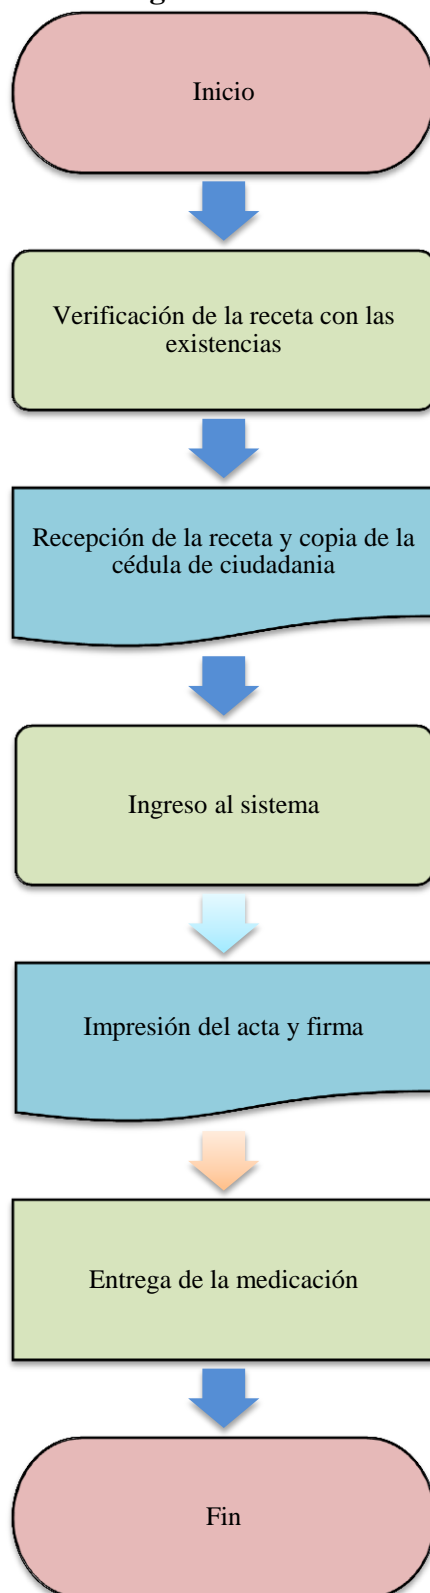 Inicio
Verificación de la receta con las
existencias
Recepción de la receta y copia de la
cédula de ciudadania
Ingreso al sistema
Impresión del acta y firma
Entrega de la medicación
Fin